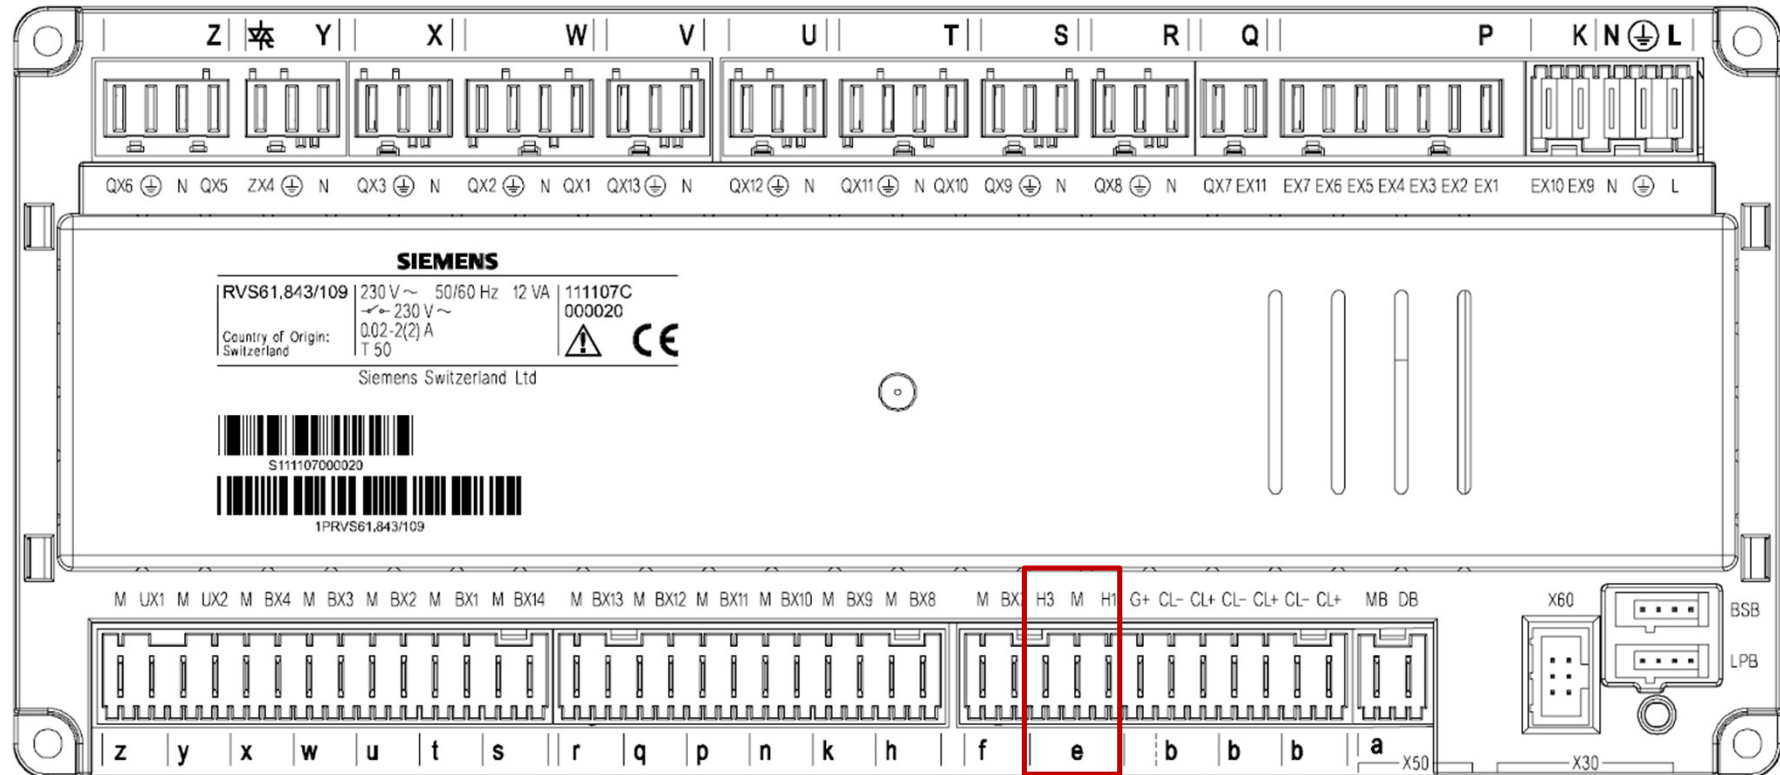 Z Y X W V U T S R Q P K N L
QX6 N QX5 ZX4 N QX3 N QX2 N QX1 QX13 N QX12 N QX11 N QX10 QX9 N QX8 N QX7 EX11 EX7 EX6 EX5 EX4 EX3 EX2 EX1 EX10 EX9 N L
SIEMENS
RVS61,843/109 230 V~ 50/60 Hz 12 VA 111107C
230 V~ 000020
0.02-2(2) A
Country of Origin:
Switzerland T 50 CE
Siemens Switzerland Ltd
S111107000020
1PRVS61,843/109
M UX1 M UX2 M BX4 M BX3 M BX2 M BX1 M BX14 M BX13 M BX12 M BX11 M BX10 M BX9 M BX8 M H3 M H1 G+ CL- CL+ CL- CL+ CL- CL+ MB DB X60
BSB
LPB
z y x w u t s r q p n k h f e b b b a
X50 X30